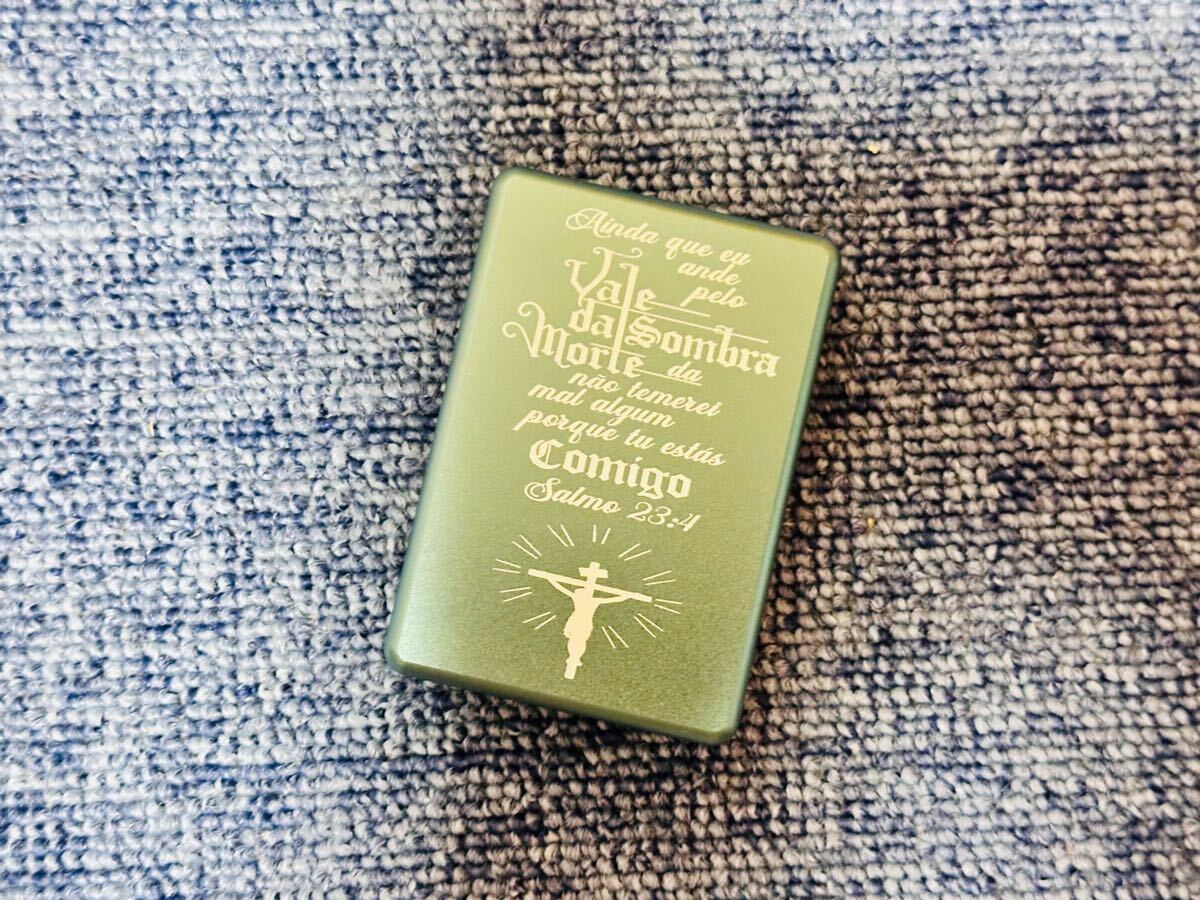 Ainda que eu
ande
pelo
Vale
da Sombra
Morte da
não temerei
mal algum
porque tu estás
Comigo
Salmo 23:4